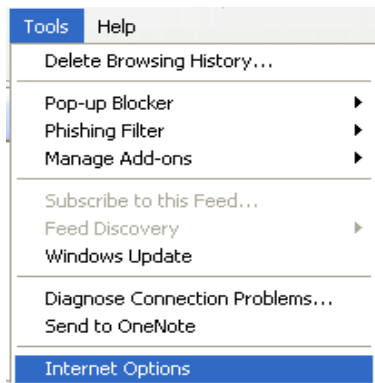 Tools Help
Delete Browsing History...
Pop-up Blocker
Phishing Filter
Manage Add-ons
Subscribe to this Feed...
Feed Discovery
Windows Update
Diagnose Connection Problems...
Send to OneNote
Internet Options